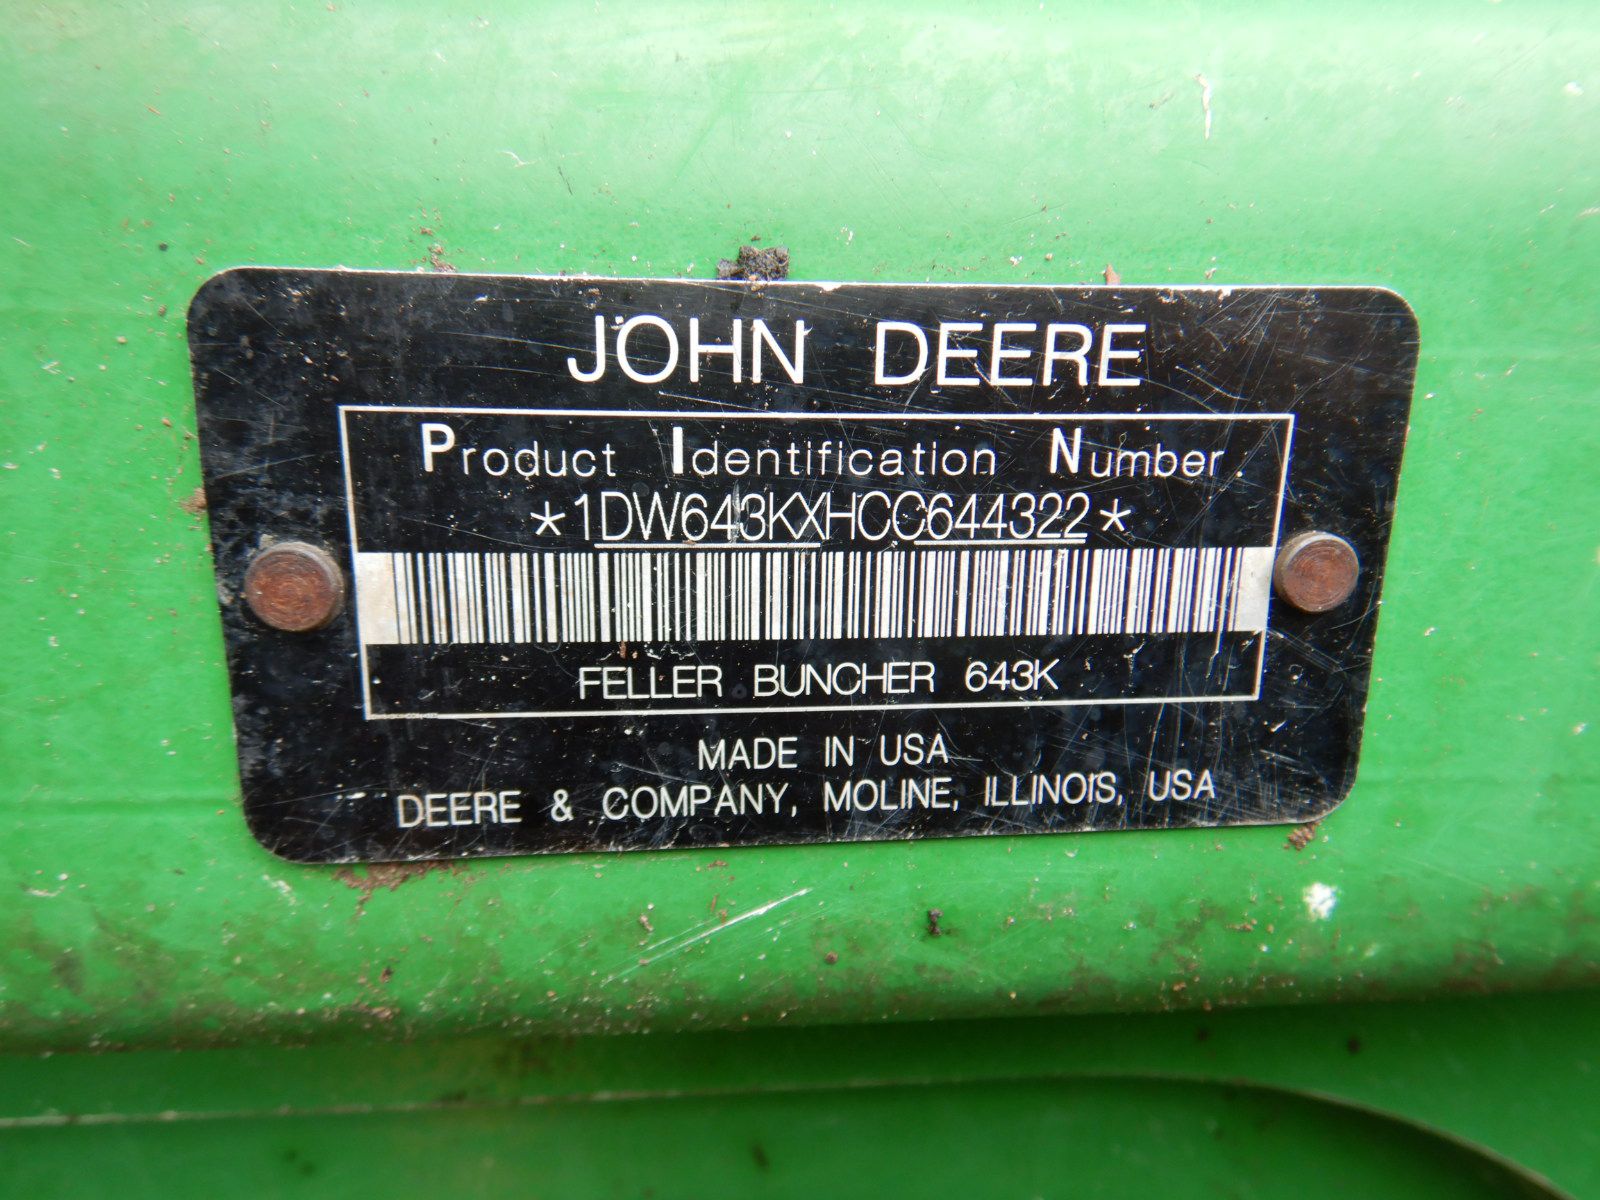 JOHN DEERE
Product Identification Number
*1DW643KXHCC644322*
FELLER BUNCHER 643K
MADE IN USA
DEERE & COMPANY, MOLINE, ILLINOIS, USA